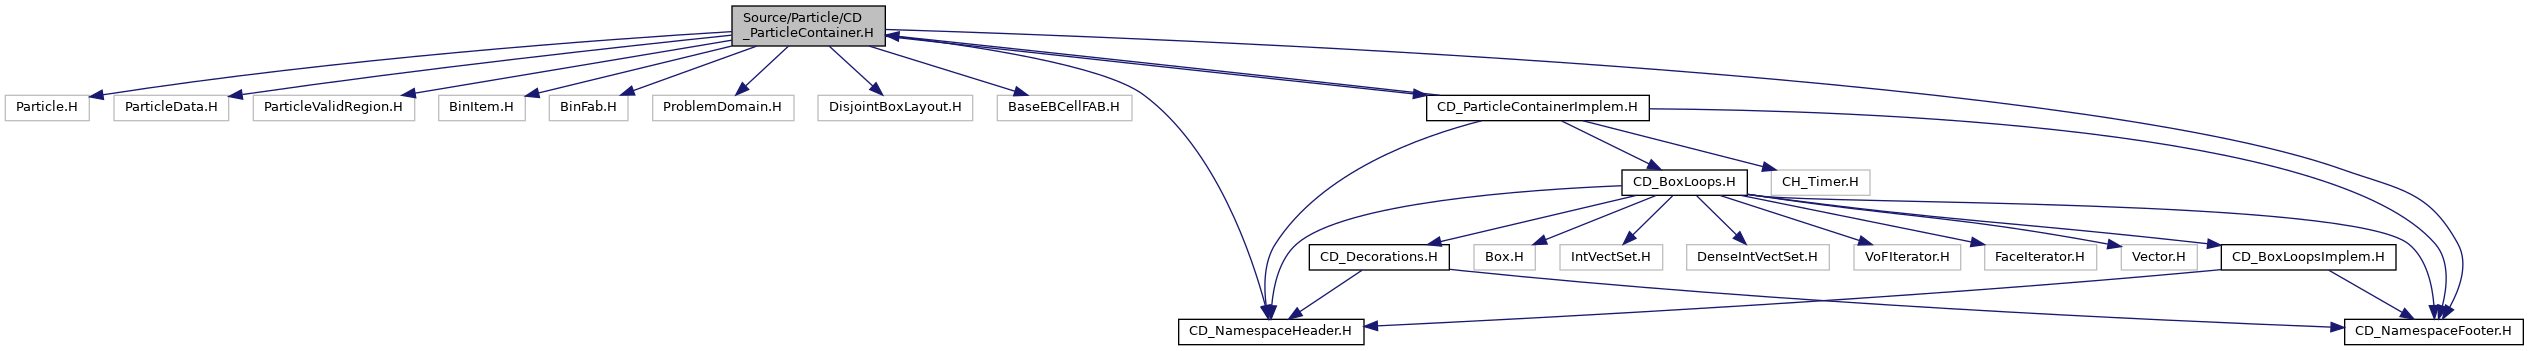 Source/Particle/CD
_ParticleContainer.H
Particle.H
ParticleData.H
ParticleValidRegion.H
BinItem.H
BinFab.H
ProblemDomain.H
DisjointBoxLayout.H
BaseEBCellFAB.H
CD_ParticleContainerImplem.H
CD_BoxLoops.H
CH_Timer.H
CD_Decorations.H
Box.H
IntVectSet.H
DenseIntVectSet.H
VoFIterator.H
FaceIterator.H
Vector.H
CD_BoxLoopsImplem.H
CD_NamespaceHeader.H
CD_NamespaceFooter.H